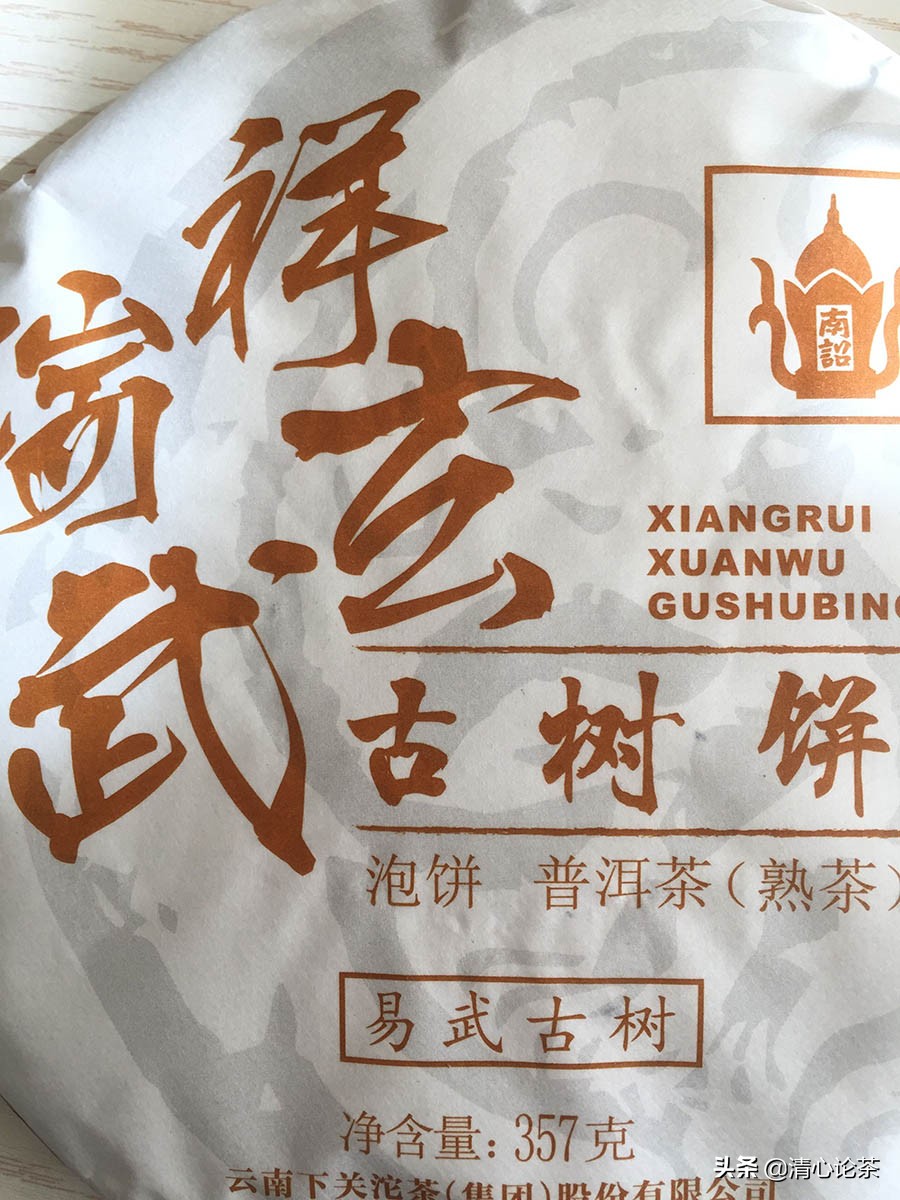 祥瑞
玄武
南詔
XIANGRUI
XUANWU
GUSHUBING
古树饼
泡饼 普洱茶(熟茶)
易武古树
净含量:357克
云南下关沱茶(集团)股份有限公司
头条 @清心论茶